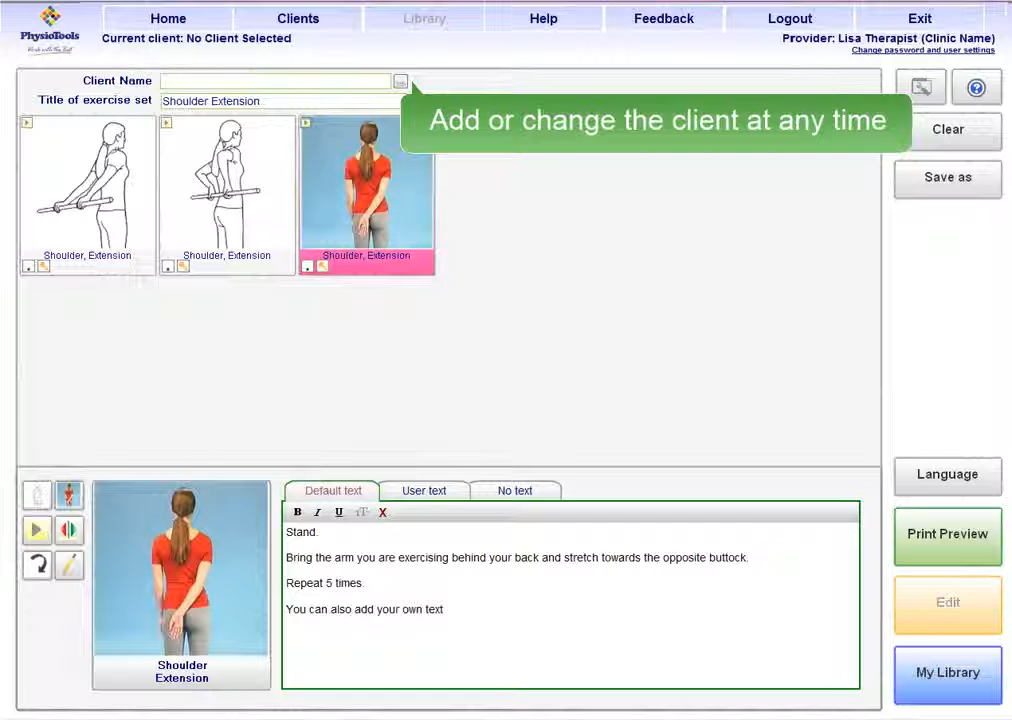 Home
Clients
Library
Help
Feedback
Logout
Exit
PhysioTools
Current client: No Client Selected
Provider: Lisa Therapist (Clinic Name)
Change password and user settings
Client Name
Title of exercise set
Shoulder Extension
Add or change the client at any time
Clear
Save as
Shoulder, Extension
Shoulder, Extension
Shoulder, Extension
Language
Print Preview
Edit
My Library
Default text
User text
No text
B I U TT X
Stand.
Bring the arm you are exercising behind your back and stretch towards the opposite buttock.
Repeat 5 times
You can also add your own text
Shoulder
Extension